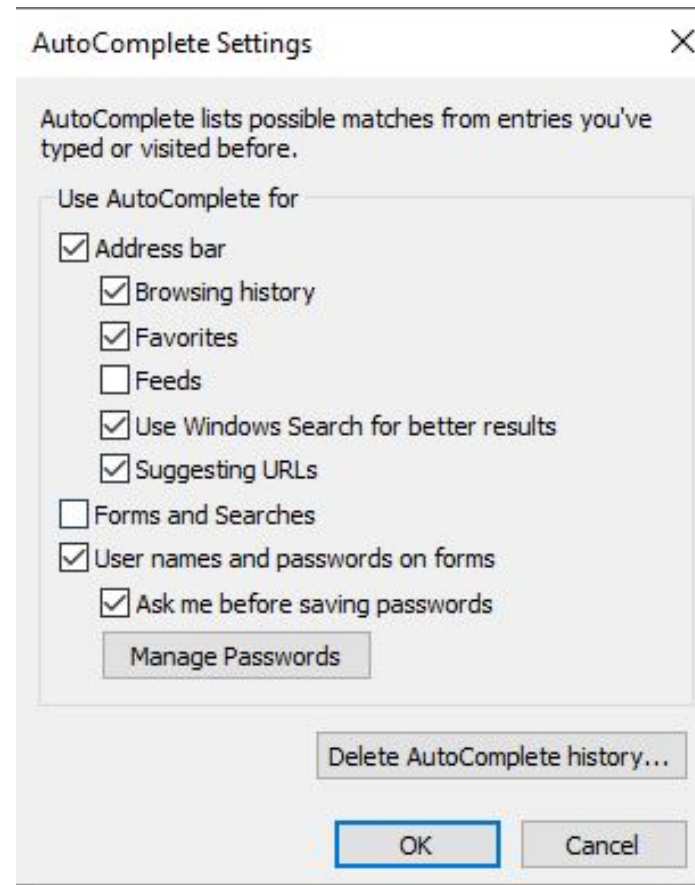 AutoComplete Settings
AutoComplete lists possible matches from entries you've
typed or visited before.
Use AutoComplete for
Address bar
Browsing history
Favorites
Feeds
Use Windows Search for better results
Suggesting URLs
Forms and Searches
User names and passwords on forms
Ask me before saving passwords
Manage Passwords
Delete AutoComplete history...
OK Cancel